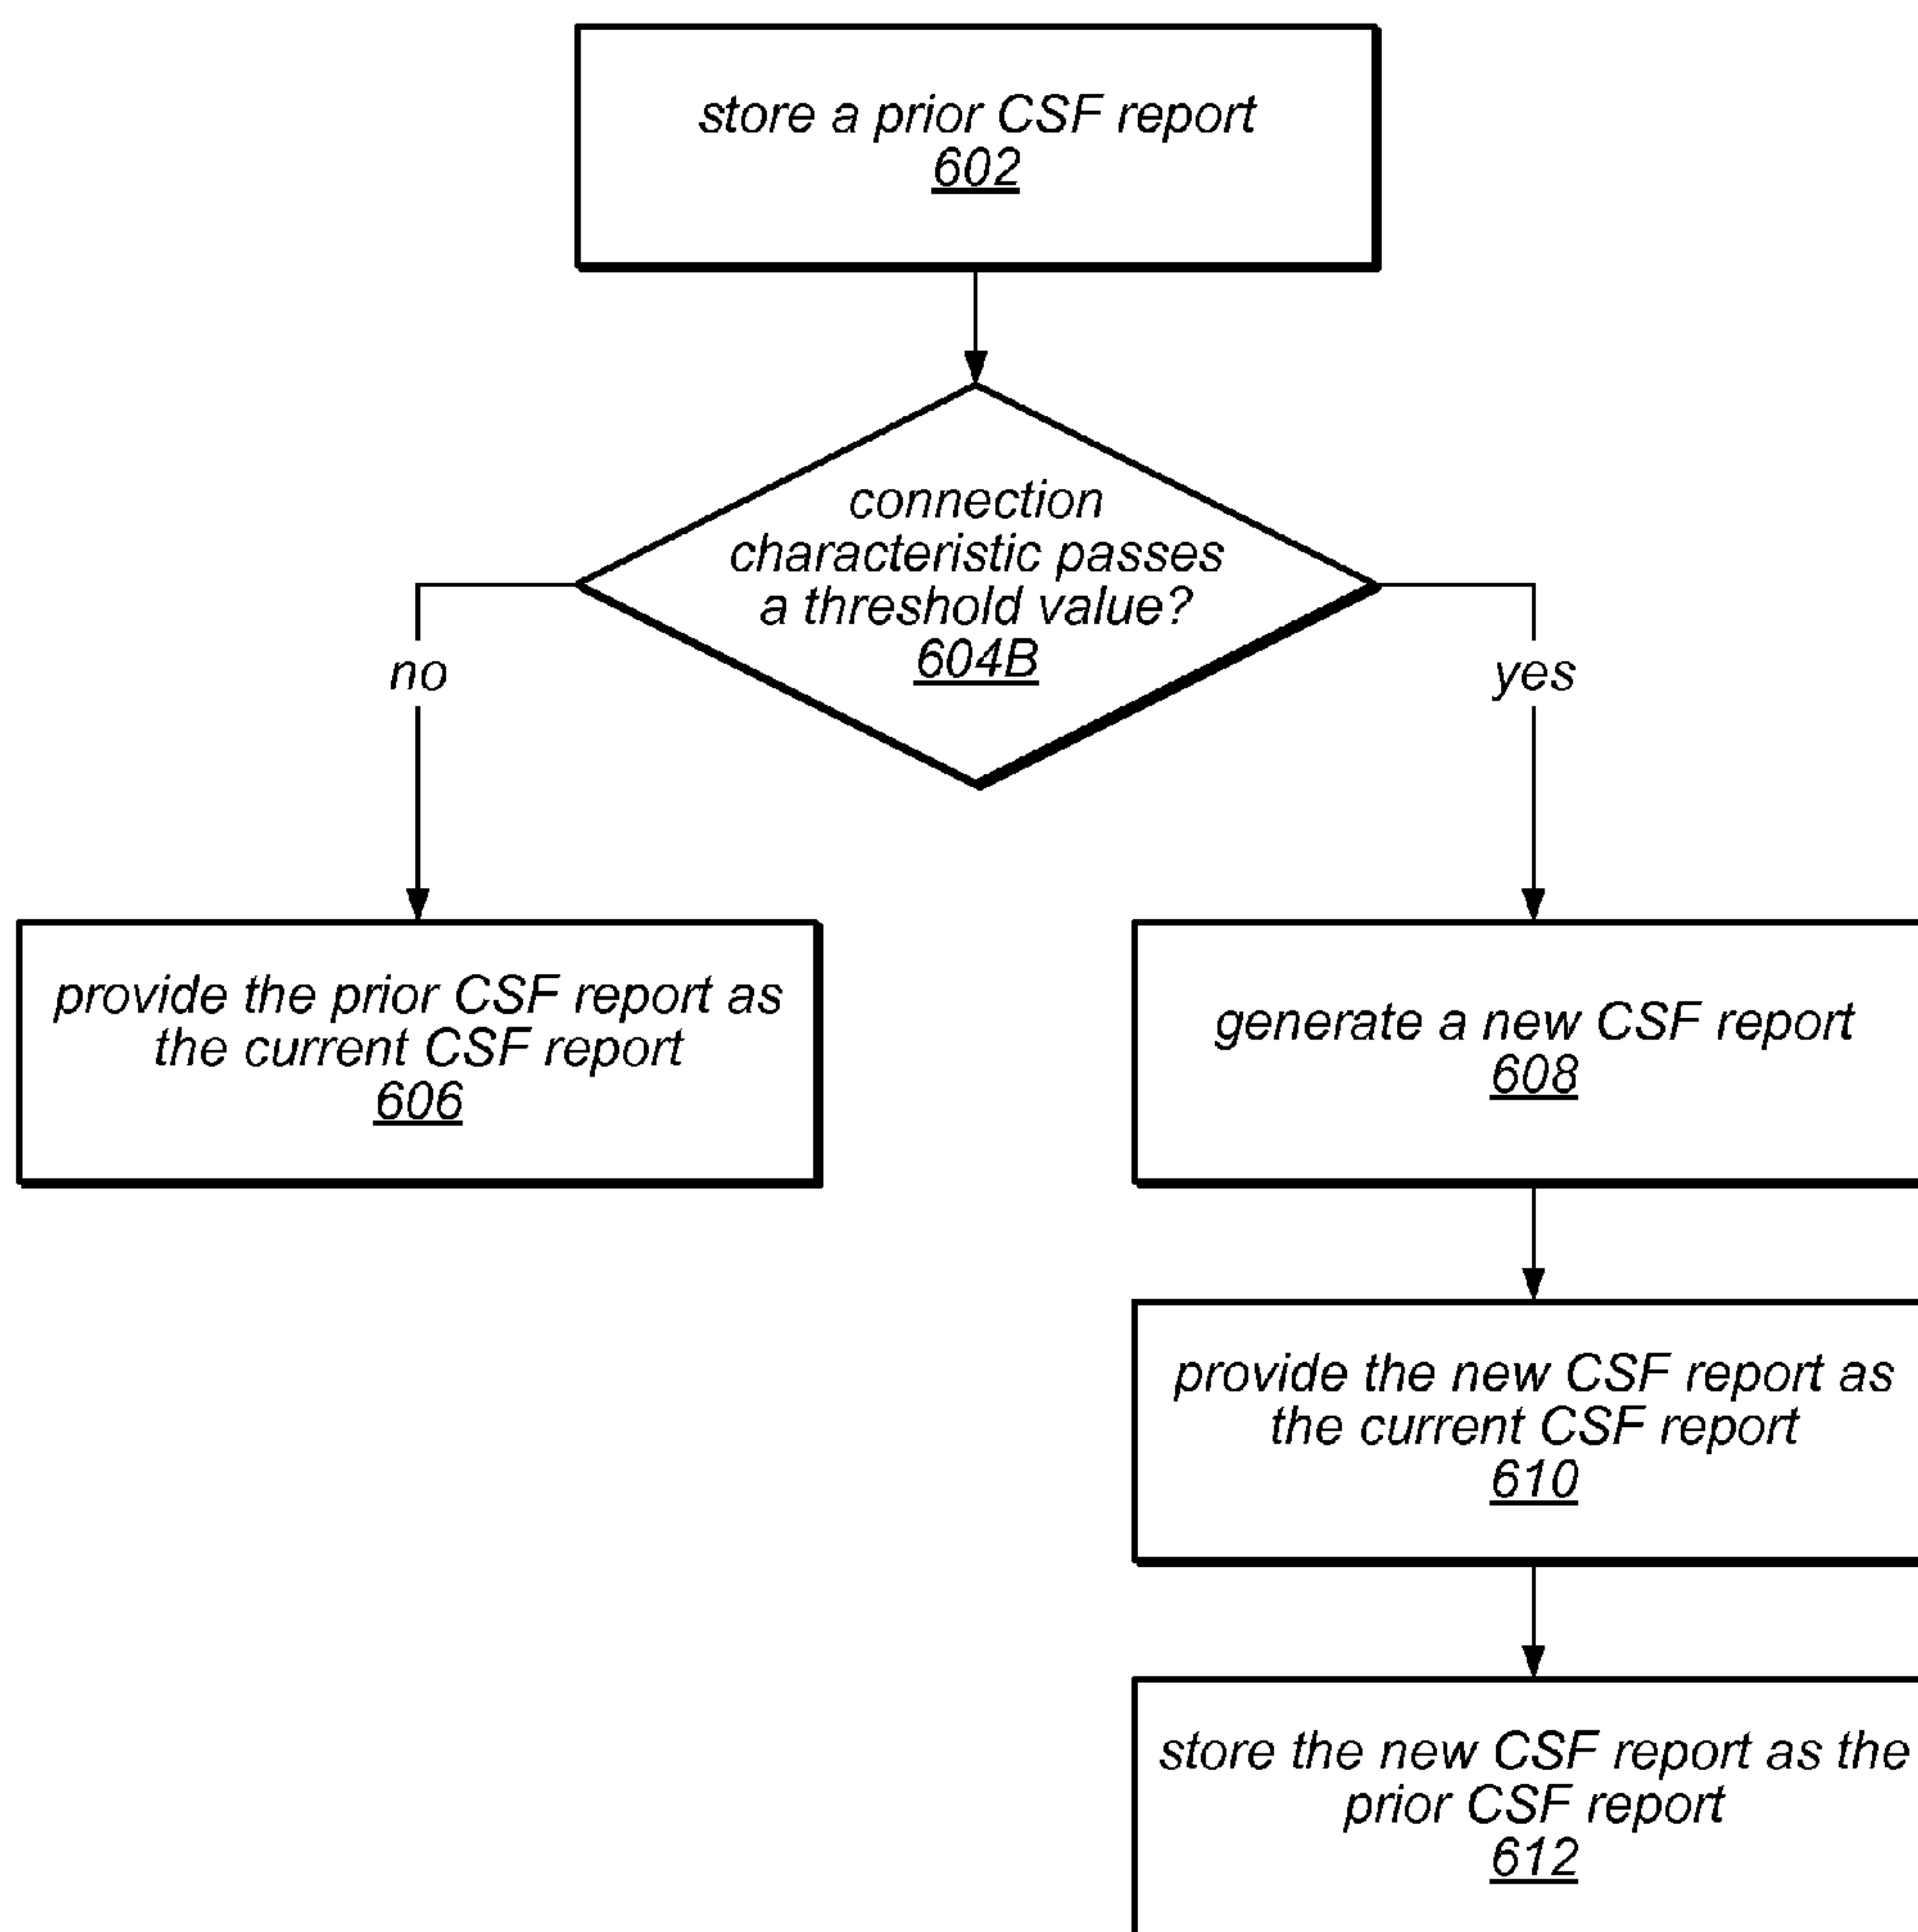 store a prior CSF report
602
connection
characteristic passes
a threshold value?
604B
no
yes
provide the prior CSF report as
the current CSF report
606
generate a new CSF report
608
provide the new CSF report as
the current CSF report
610
store the new CSF report as the
prior CSF report
612